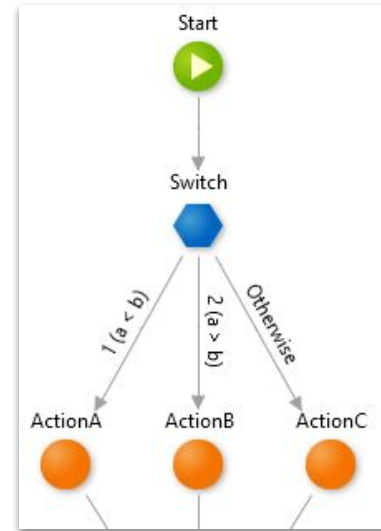 Start
Switch
1 (a < b)
2 (a > b)
Otherwise
ActionA
ActionB
ActionC